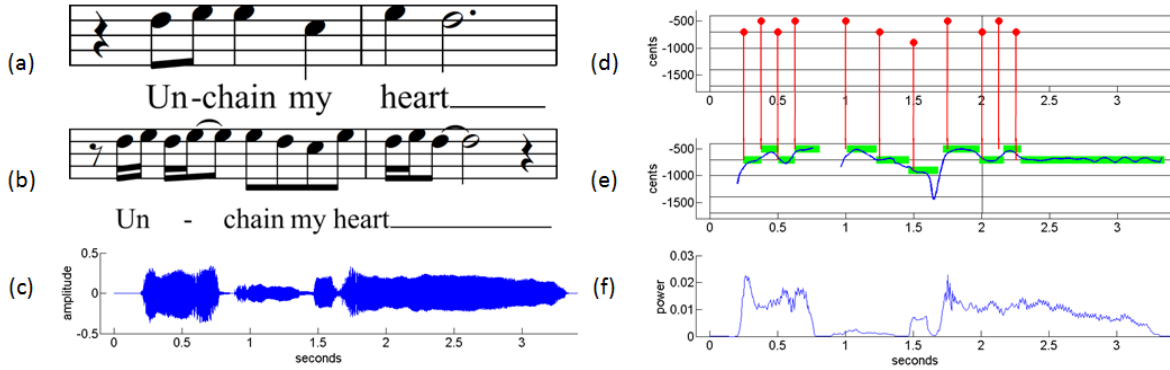 (a)
Un-chain my heart
(b)
Un - chain my heart
(c)
amplitude
0.5
0
-0.5
0 0.5 1 1.5 2 2.5 3
seconds
(d)
cents
-500
-1000
-1500
0 0.5 1 1.5 2 2.5 3
(e)
cents
-500
-1000
-1500
0 0.5 1 1.5 2 2.5 3
(f)
power
0.03
0.02
0.01
0
0 0.5 1 1.5 2 2.5 3
seconds